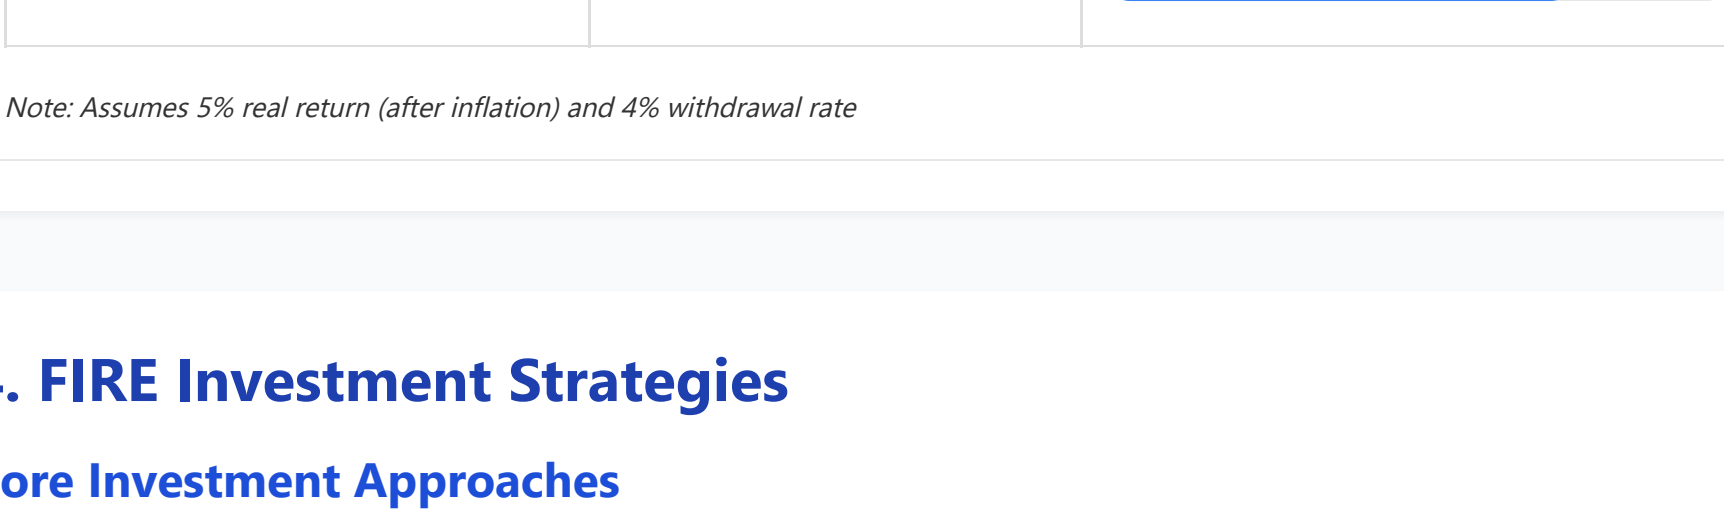 Note: Assumes 5% real return (after inflation) and 4% withdrawal rate
. FIRE Investment Strategies
ore Investment Approaches